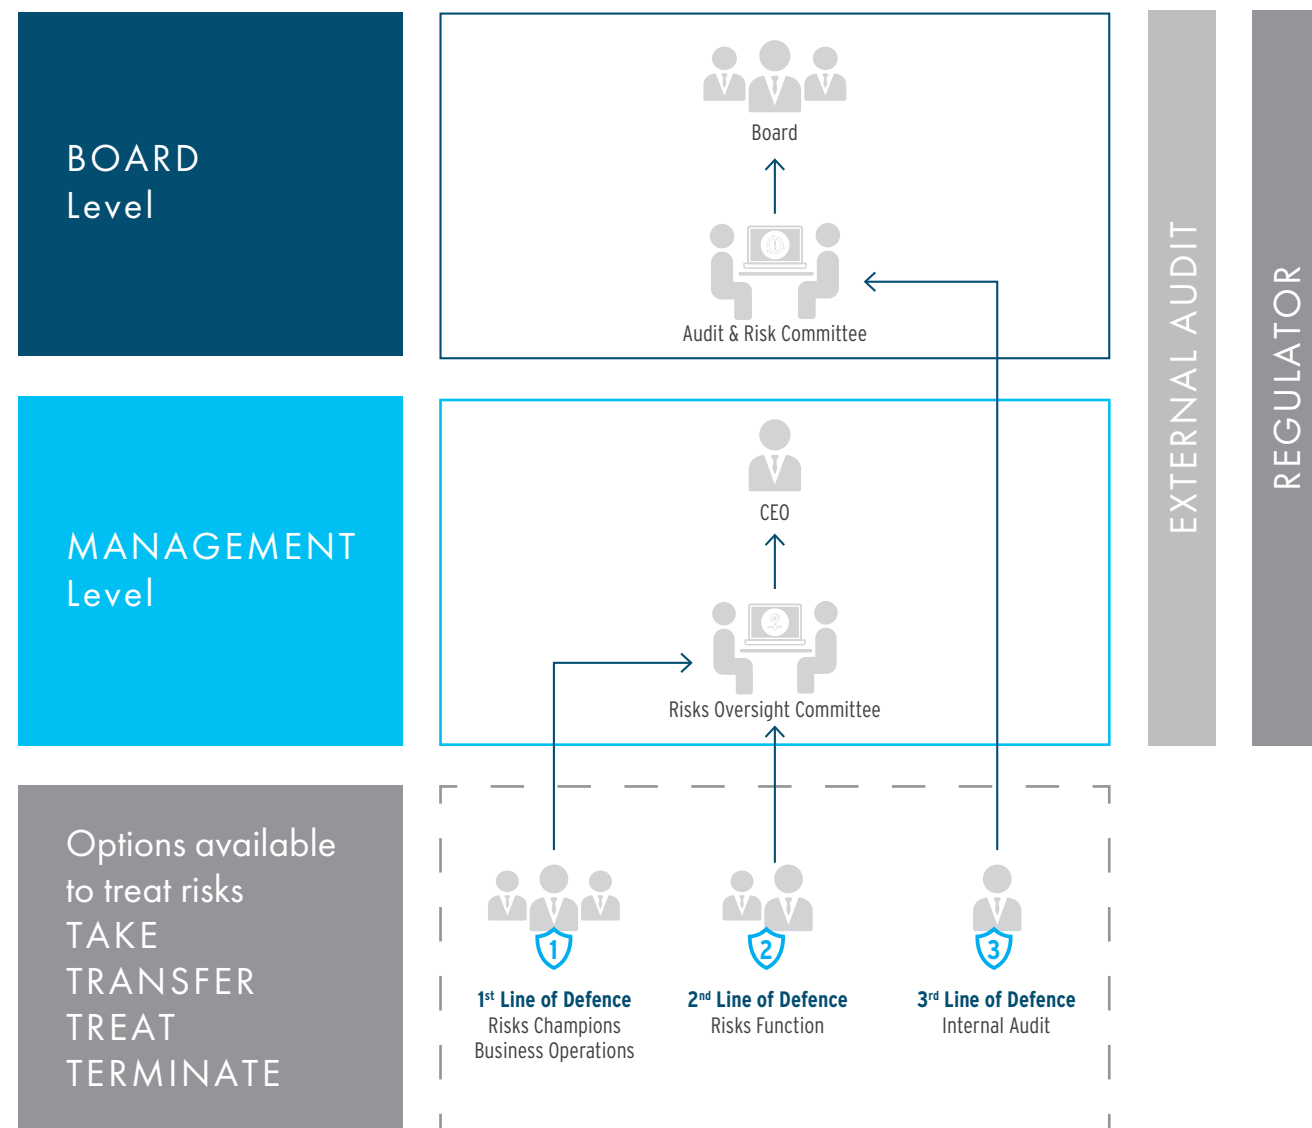 BOARD
Level
Board
Audit & Risk Committee
MANAGEMENT
Level
CEO
Risks Oversight Committee
Options available
to treat risks
TAKE
TRANSFER
TREAT
TERMINATE
1
1st Line of Defence
Risks Champions
Business Operations
2
2nd Line of Defence
Risks Function
3
3rd Line of Defence
Internal Audit
EXTERNAL AUDIT
REGULATOR